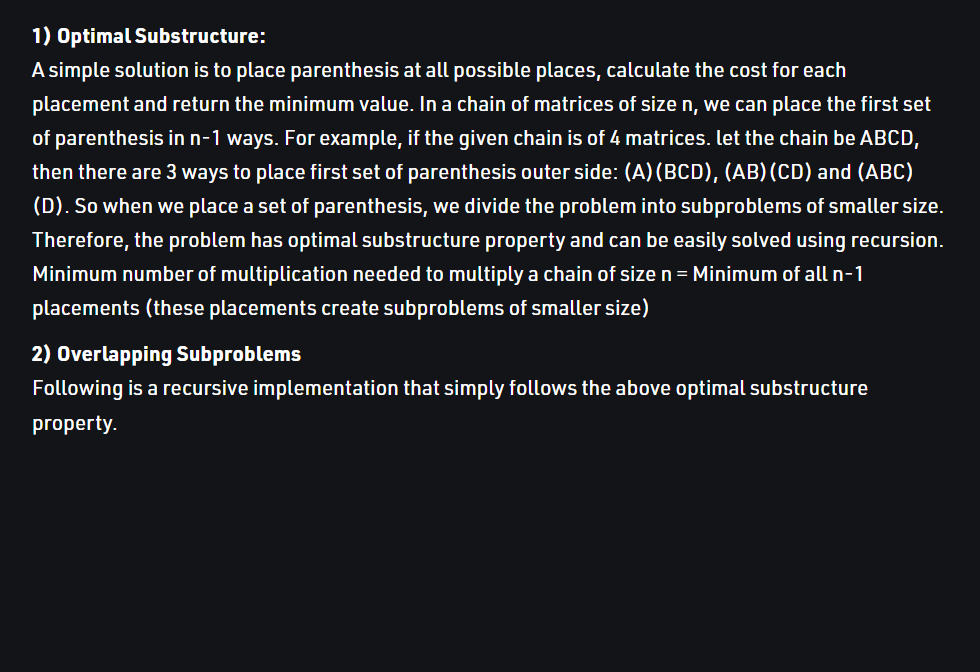 1) Optimal Substructure:
A simple solution is to place parenthesis at all possible places, calculate the cost for each
placement and return the minimum value. In a chain of matrices of size n, we can place the first set
of parenthesis in n-1 ways. For example, if the given chain is of 4 matrices. let the chain be ABCD,
then there are 3 ways to place first set of parenthesis outer side: (A)(BCD), (AB)(CD) and (ABC)
(D). So when we place a set of parenthesis, we divide the problem into subproblems of smaller size.
Therefore, the problem has optimal substructure property and can be easily solved using recursion.
Minimum number of multiplication needed to multiply a chain of size n = Minimum of all n-1
placements (these placements create subproblems of smaller size)
2) Overlapping Subproblems
Following is a recursive implementation that simply follows the above optimal substructure
property.